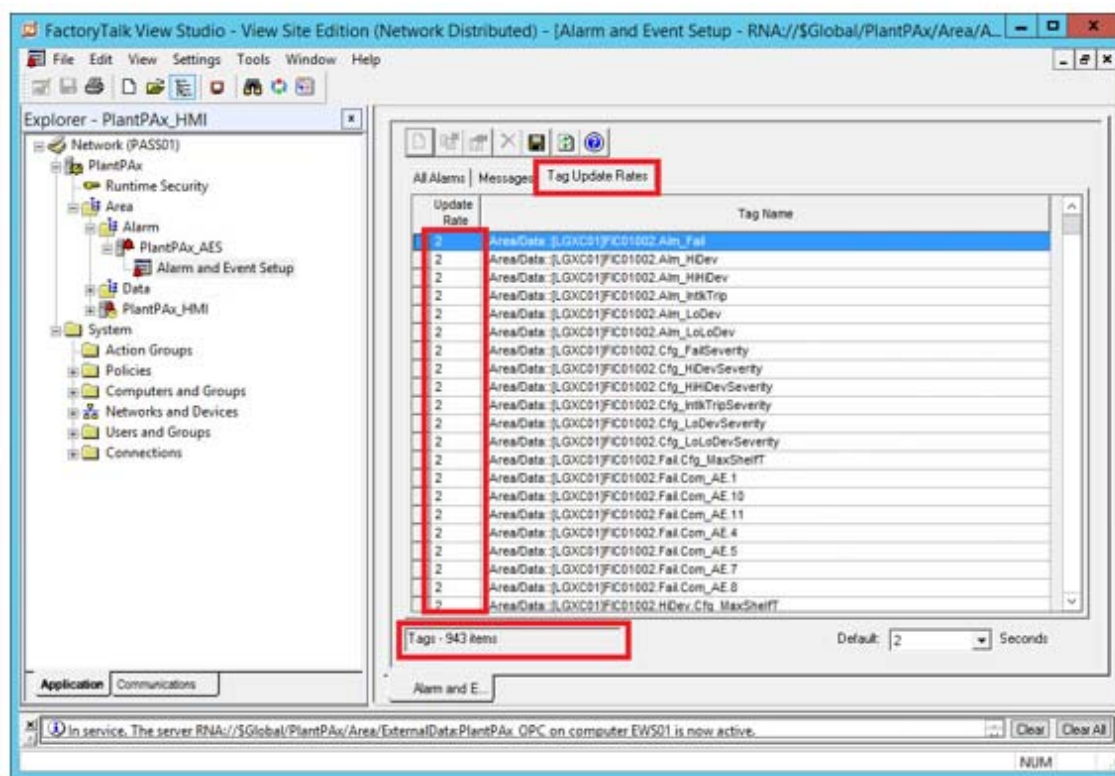 FactoryTalk View Studio - View Site Edition (Network Distributed) - [Alarm and Event Setup - RNA://$Global/PlantPAx/Area/A...
File Edit View Settings Tools Window Help
Explorer - PlantPAx_HMI
Network (PASS01)
PlantPAx
Runtime Security
Area
Alarm
PlantPAx_AES
Alarm and Event Setup
Data
PlantPAx_HMI
System
Action Groups
Policies
Computers and Groups
Networks and Devices
Users and Groups
Connections
Application Communications
All Alarms Messages Tag Update Rates
Update Rate Tag Name
2 Area/Data::[LGXC01]FIC01002.Alm_Fail
2 Area/Data::[LGXC01]FIC01002.Alm_HiDev
2 Area/Data::[LGXC01]FIC01002.Alm_HiHiDev
2 Area/Data::[LGXC01]FIC01002.Alm_IntlkTrip
2 Area/Data::[LGXC01]FIC01002.Alm_LoDev
2 Area/Data::[LGXC01]FIC01002.Alm_LoLoDev
2 Area/Data::[LGXC01]FIC01002.Cfg_FailSeverity
2 Area/Data::[LGXC01]FIC01002.Cfg_HiDevSeverity
2 Area/Data::[LGXC01]FIC01002.Cfg_HiHiDevSeverity
2 Area/Data::[LGXC01]FIC01002.Cfg_IntlkTripSeverity
2 Area/Data::[LGXC01]FIC01002.Cfg_LoDevSeverity
2 Area/Data::[LGXC01]FIC01002.Cfg_LoLoDevSeverity
2 Area/Data::[LGXC01]FIC01002.Fail.Cfg_MaxShelfT
2 Area/Data::[LGXC01]FIC01002.Fail.Com_AE.1
2 Area/Data::[LGXC01]FIC01002.Fail.Com_AE.10
2 Area/Data::[LGXC01]FIC01002.Fail.Com_AE.11
2 Area/Data::[LGXC01]FIC01002.Fail.Com_AE.4
2 Area/Data::[LGXC01]FIC01002.Fail.Com_AE.5
2 Area/Data::[LGXC01]FIC01002.Fail.Com_AE.7
2 Area/Data::[LGXC01]FIC01002.Fail.Com_AE.8
2 Area/Data::[LGXC01]FIC01002.HiDev.Cfg_MaxShelfT
Tags - 943 items
Default: 2 Seconds
Alarm and E...
In service. The server RNA://$Global/PlantPAx/Area/ExternalData:PlantPAx_OPC on computer EWS01 is now active.
Clear Clear All
NUM